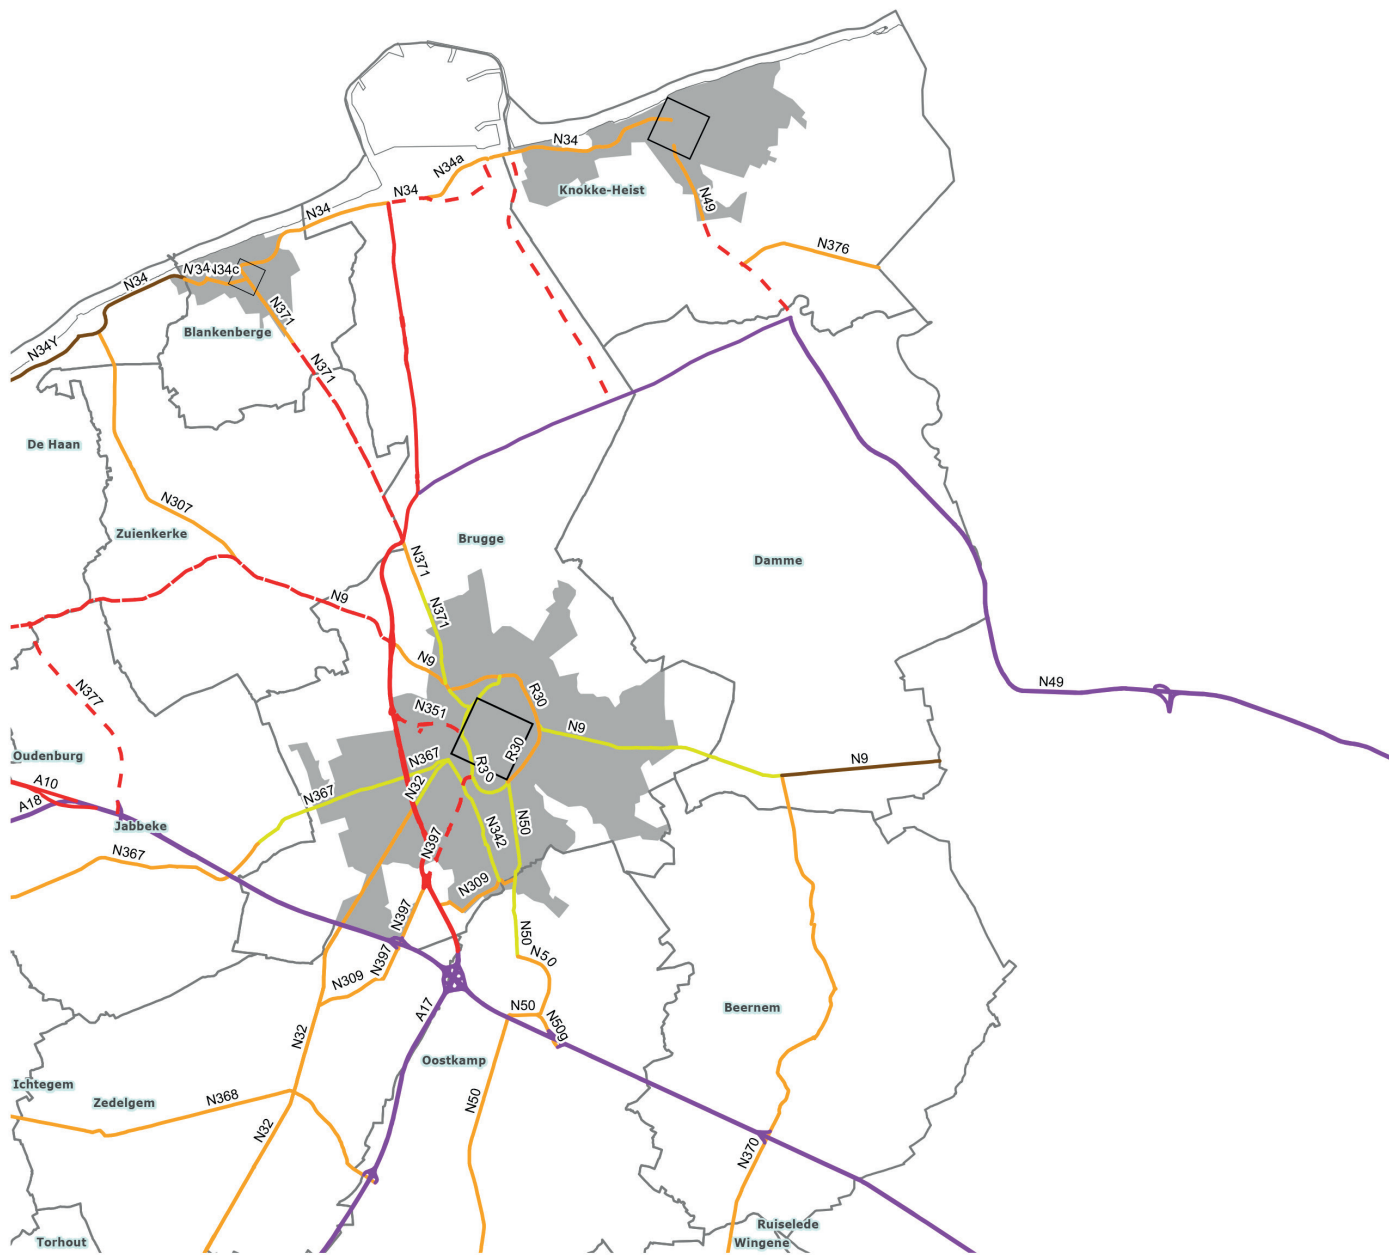 N34
N34a
Knokke-Heist
N34
N49
N34
N376
N34
N34c
N34
N371
Blankenberge
N34Y
N371
De Haan
N307
Zuienkerke
Brugge
N371
Damme
N9
N371
N9
N377
N49
R30
N351
N9
R30
Oudenburg
N367
R30
N9
A10
N32
A18
N367
N50
Jabbeke
N342
N397
N367
N309
N397
N50
N50
N397
N309
A17
N50
Beernem
N50g
N32
Oostkamp
Ichtegem
N368
N50
Zedelgem
N32
N370
Ruiselede
Torhout
Wingene